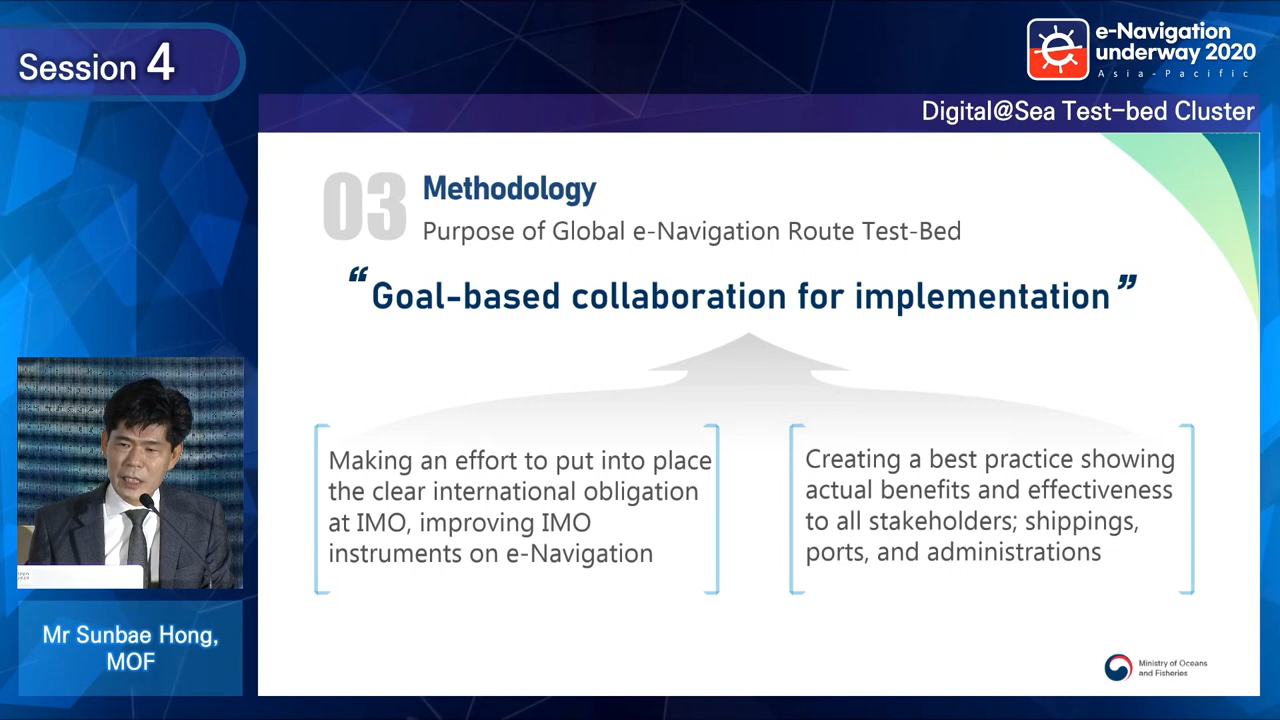 Session 4
e-Navigation
underway 2020
Asia-Pacific
Digital@Sea Test-bed Cluster
03
Methodology
Purpose of Global e-Navigation Route Test-Bed
“Goal-based collaboration for implementation”
Making an effort to put into place
the clear international obligation
at IMO, improving IMO
instruments on e-Navigation
Creating a best practice showing
actual benefits and effectiveness
to all stakeholders; shippings,
ports, and administrations
Mr Sunbae Hong,
MOF
Ministry of Oceans
and Fisheries